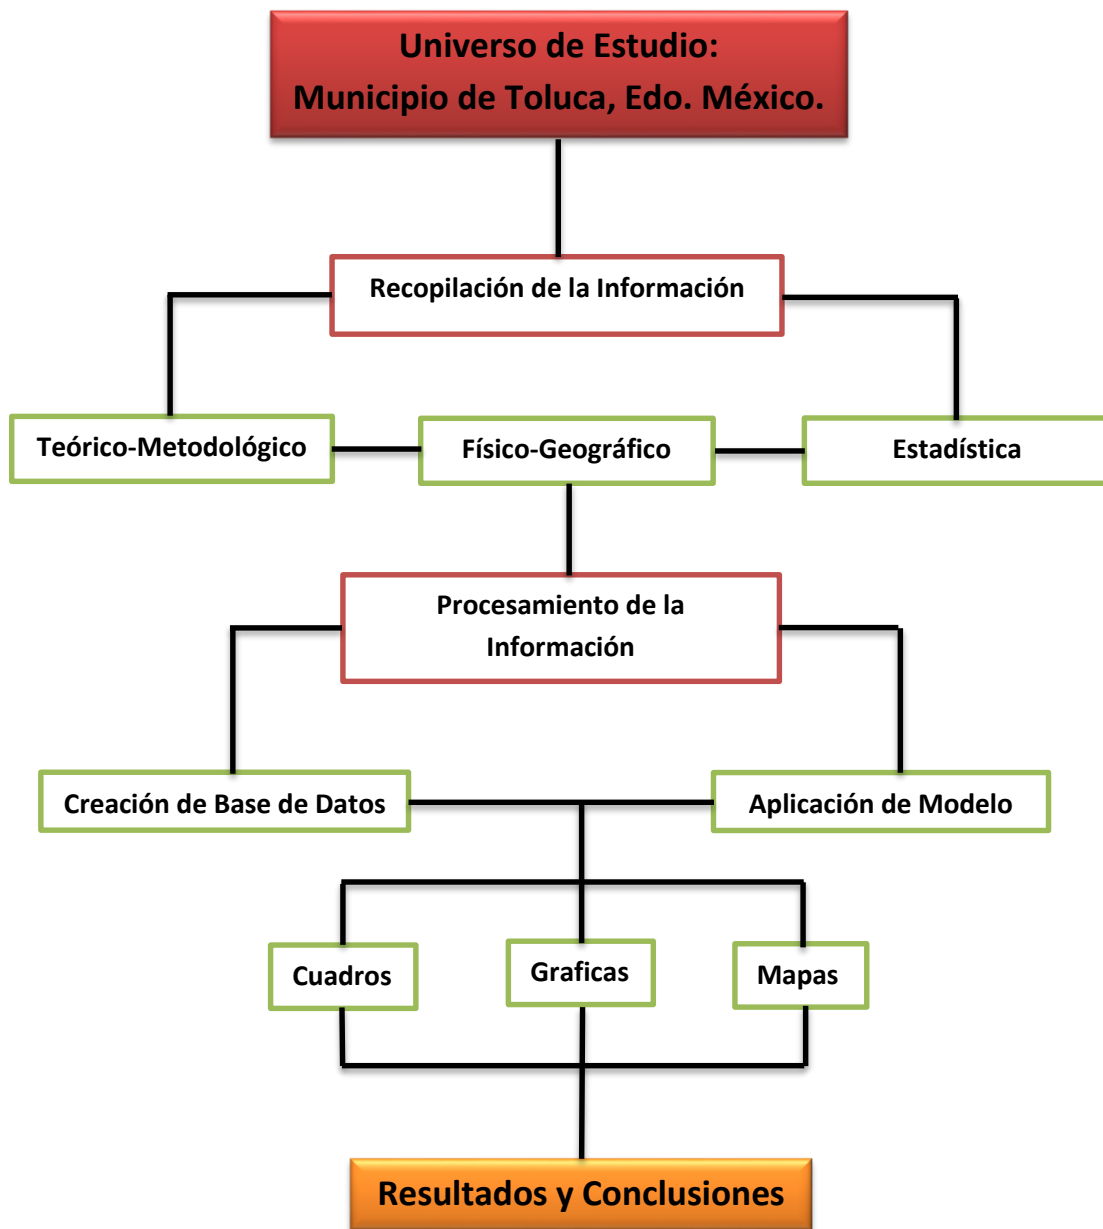 Universo de Estudio:
Municipio de Toluca, Edo. México.
Recopilación de la Información
Teórico-Metodológico
Físico-Geográfico
Estadística
Procesamiento de la
Información
Creación de Base de Datos
Aplicación de Modelo
Cuadros
Graficas
Mapas
Resultados y Conclusiones